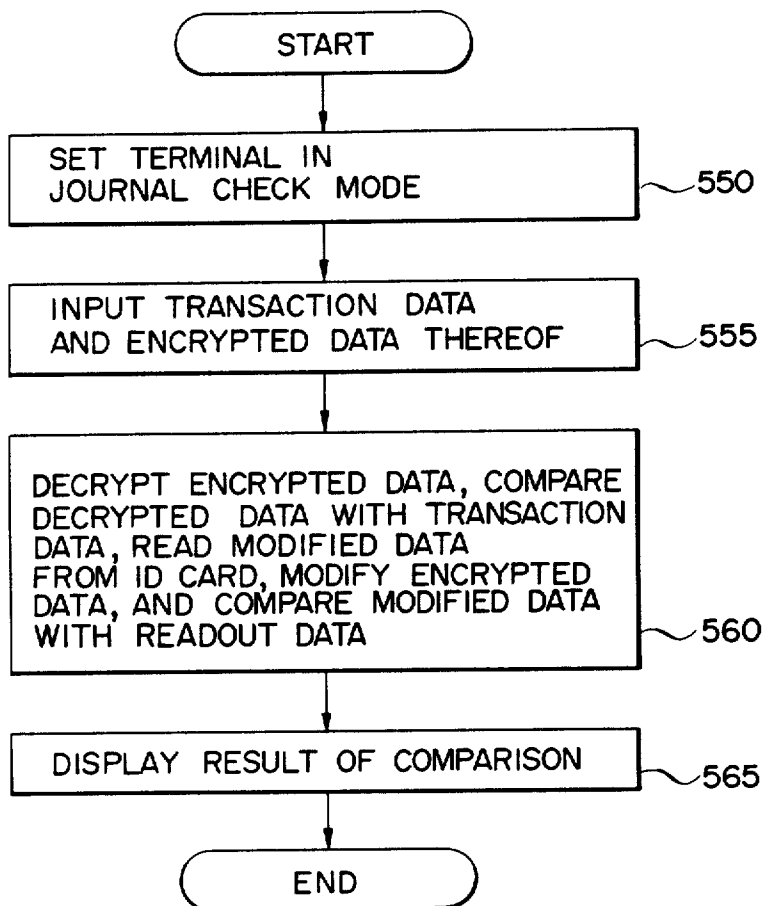 START
SET TERMINAL IN
JOURNAL CHECK MODE
550
INPUT TRANSACTION DATA
AND ENCRYPTED DATA THEREOF
555
DECRYPT ENCRYPTED DATA, COMPARE
DECRYPTED DATA WITH TRANSACTION
DATA, READ MODIFIED DATA
FROM ID CARD, MODIFY ENCRYPTED
DATA, AND COMPARE MODIFIED DATA
WITH READOUT DATA
560
DISPLAY RESULT OF COMPARISON
565
END